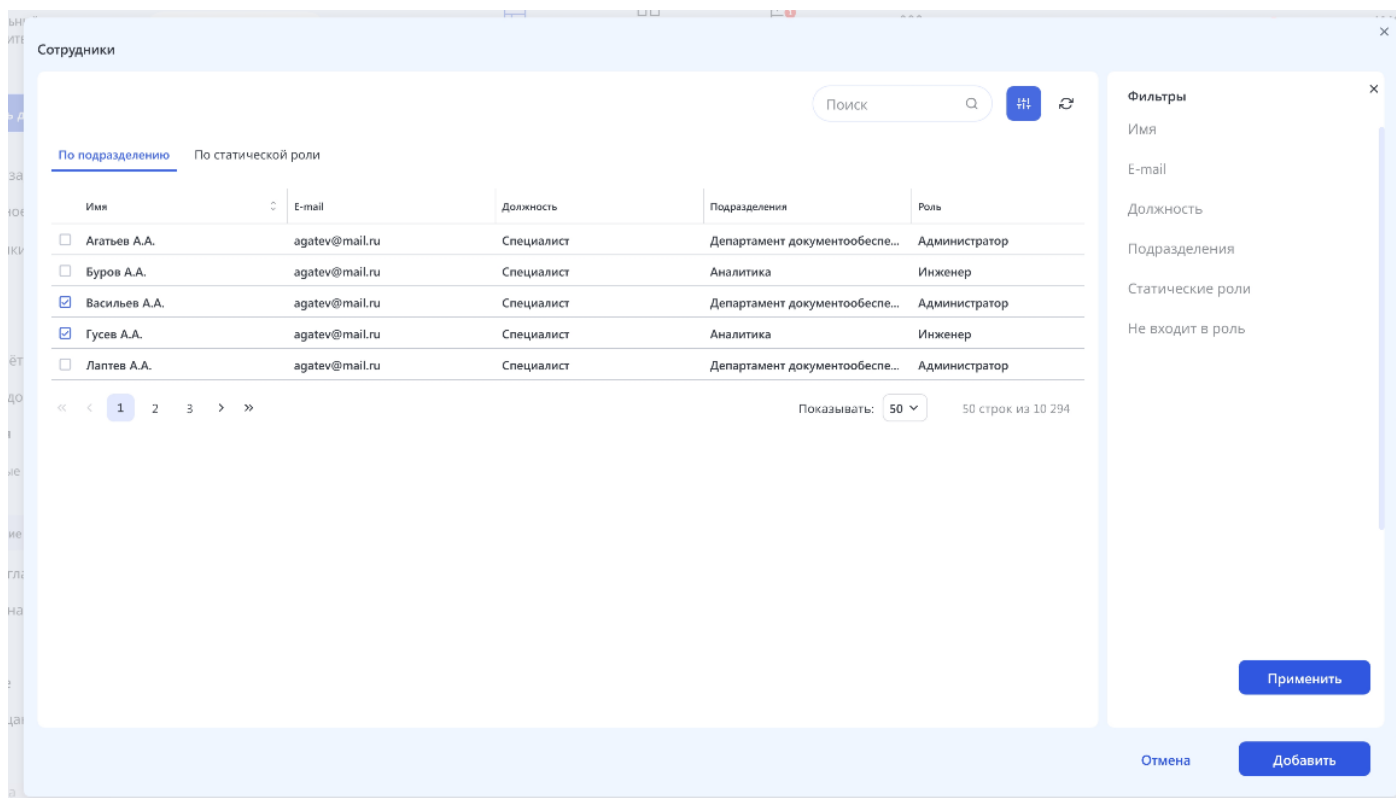 Сотрудники
Поиск
По подразделению По статической роли
Имя E-mail Должность Подразделения Роль
Агатьев А.А. agatev@mail.ru Специалист Департамент документообеспе... Администратор
Буров А.А. agatev@mail.ru Специалист Аналитика Инженер
Васильев А.А. agatev@mail.ru Специалист Департамент документообеспе... Администратор
Гусев А.А. agatev@mail.ru Специалист Аналитика Инженер
Лаптев А.А. agatev@mail.ru Специалист Департамент документообеспе... Администратор
« < 1 2 3 > » Показывать: 50 50 строк из 10 294
Фильтры
Имя
E-mail
Должность
Подразделения
Статические роли
Не входит в роль
Применить
Отмена Добавить